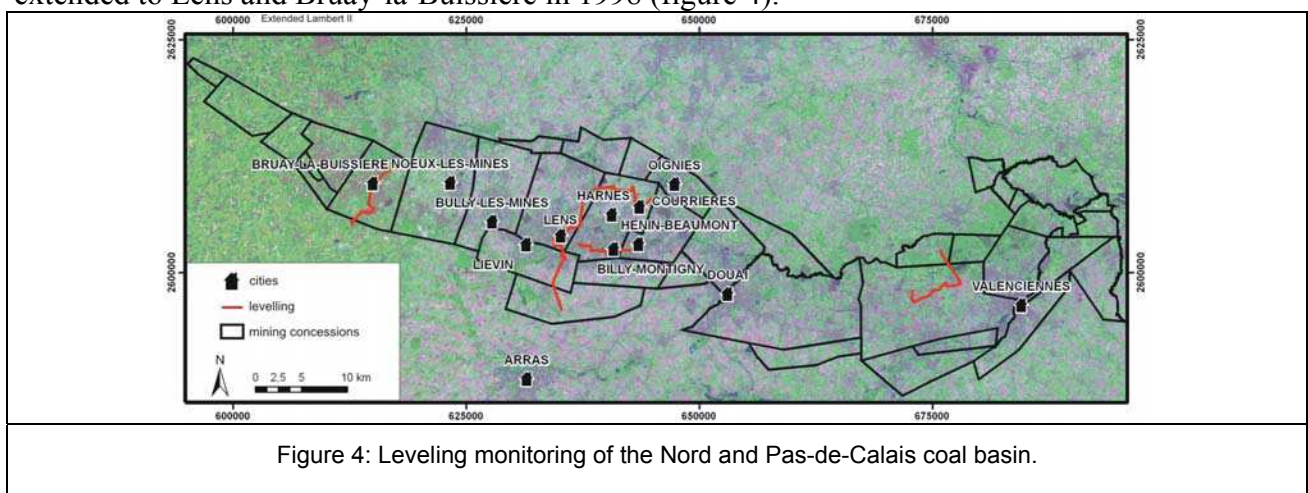 extended to Lens and Bruay-la-Buissière in 1996 (figure 4).
600000 Extended Lambert II 625000 650000 675000
2625000 2625000
BRUAY-LA-BUISSIERE NOEUX-LES-MINES OIGNIES
HARNES COURRIERES
BULLY-LES-MINES
LENS HENIN-BEAUMONT
LIEVIN BILLY-MONTIGNY DOUAI
2600000 2600000
VALENCIENNES
cities
levelling
mining concessions
ARRAS
N
0 2,5 5 10 km
600000 625000 650000 675000
Figure 4: Leveling monitoring of the Nord and Pas-de-Calais coal basin.